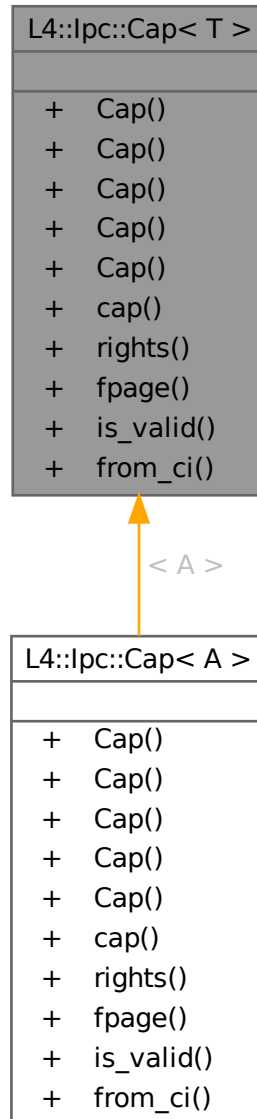 L4::Ipc::Cap< T >
+ Cap()
+ Cap()
+ Cap()
+ Cap()
+ Cap()
+ cap()
+ rights()
+ fpage()
+ is_valid()
+ from_ci()
< A >
L4::Ipc::Cap< A >
+ Cap()
+ Cap()
+ Cap()
+ Cap()
+ Cap()
+ cap()
+ rights()
+ fpage()
+ is_valid()
+ from_ci()